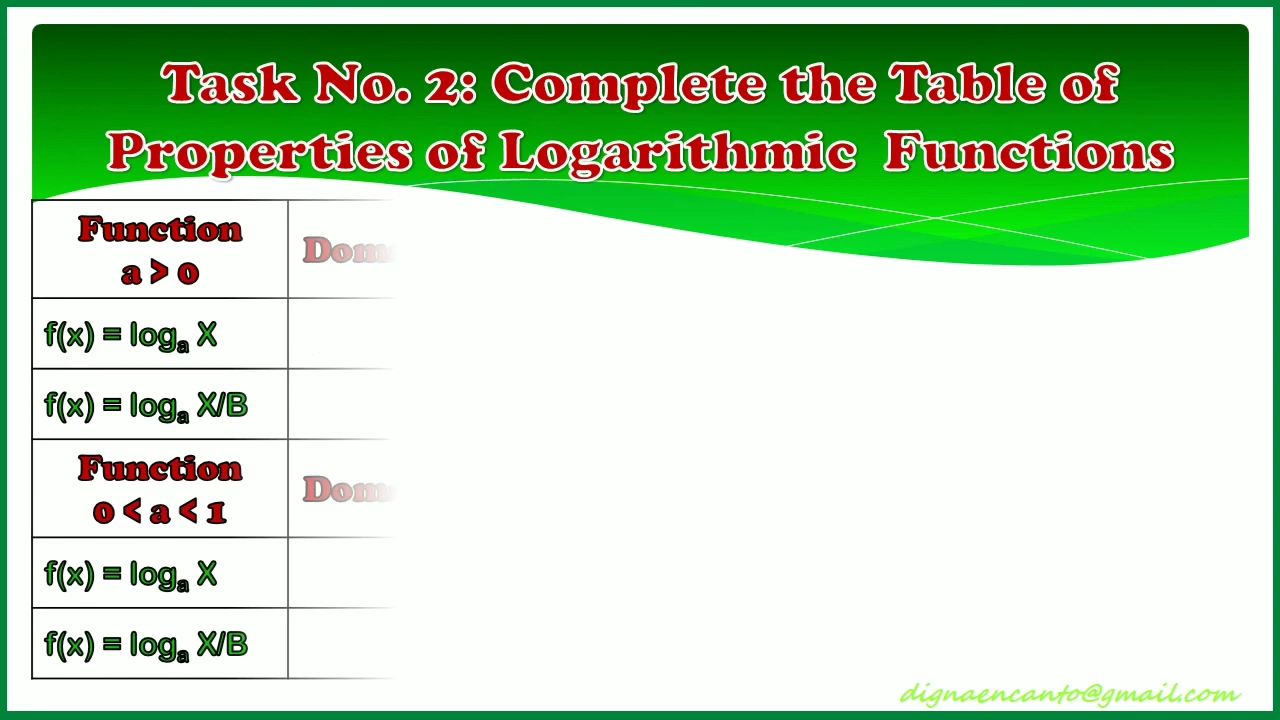 Task No. 2: Complete the Table of
Properties of Logarithmic Functions
Function
a > 0
f(x) = logₐ X
f(x) = logₐ X/B
Function
0 < a < 1
f(x) = logₐ X
f(x) = logₐ X/B
dignaencanto@gmail.com